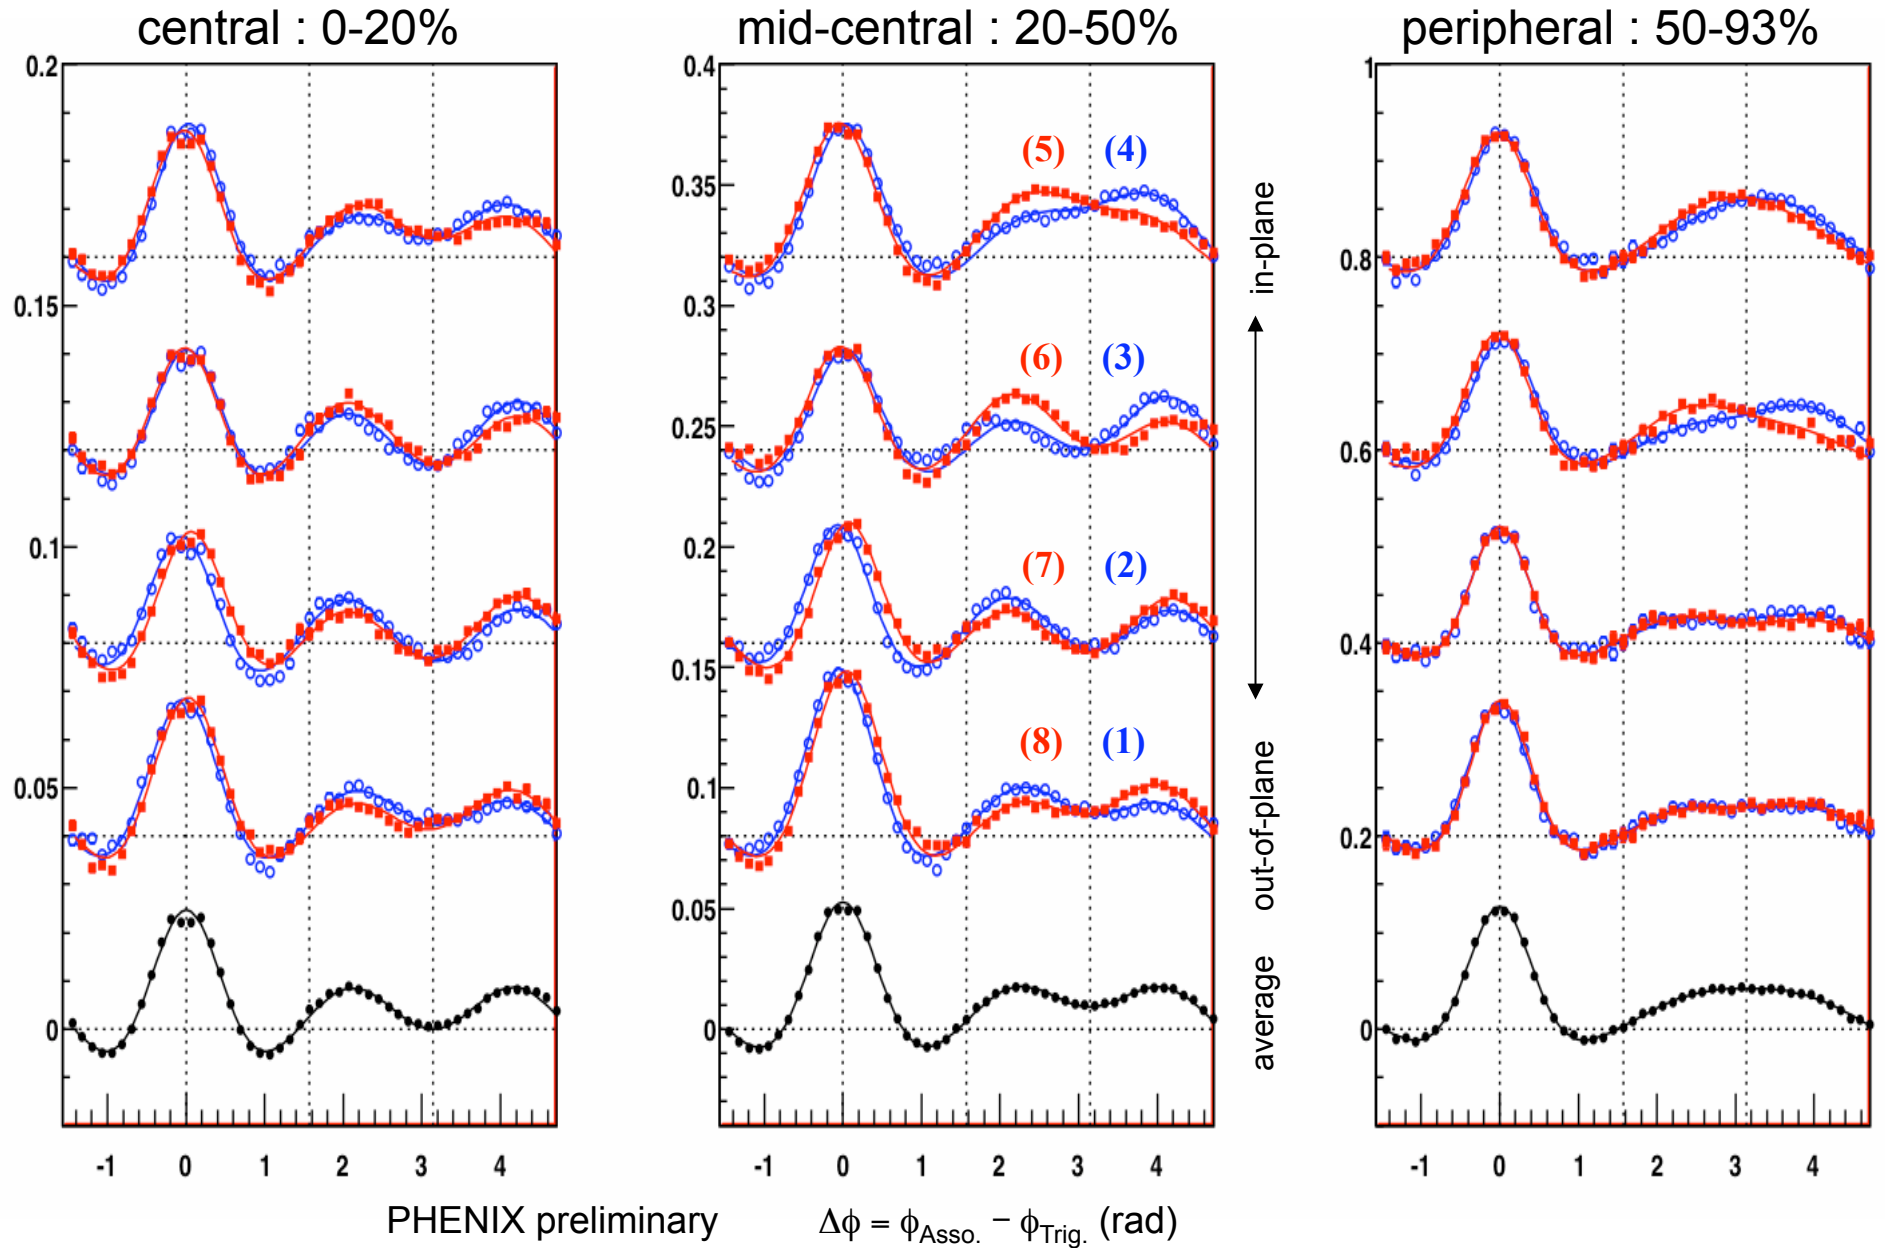 central : 0-20%
mid-central : 20-50%
peripheral : 50-93%
0.2
0.15
0.1
0.05
0
-1 0 1 2 3 4
0.4
0.35
0.3
0.25
0.2
0.15
0.1
0.05
0
-1 0 1 2 3 4
(5) (4)
(6) (3)
(7) (2)
(8) (1)
in-plane
out-of-plane
average
1
0.8
0.6
0.4
0.2
0
-1 0 1 2 3 4
PHENIX preliminary
Δϕ = ϕAsso. − ϕTrig. (rad)